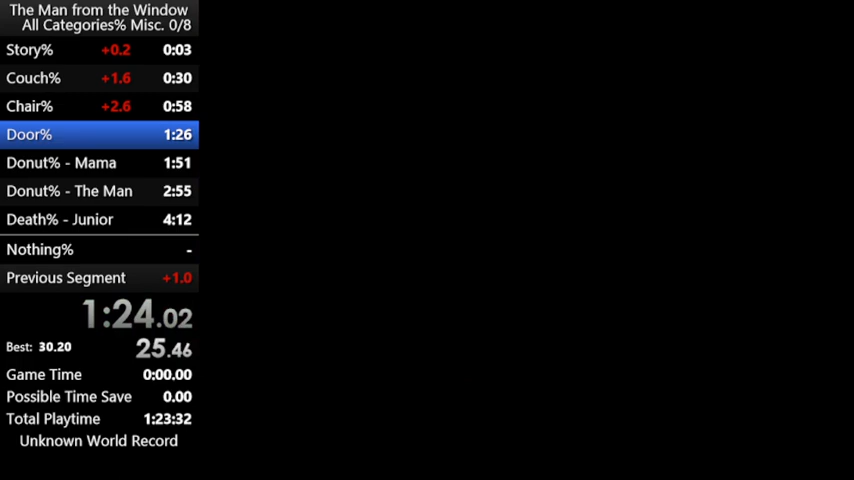 The Man from the Window
All Categories% Misc. 0/8
Story% +0.2 0:03
Couch% +1.6 0:30
Chair% +2.6 0:58
Door% 1:26
Donut% - Mama 1:51
Donut% - The Man 2:55
Death% - Junior 4:12
Nothing% -
Previous Segment +1.0
1:24.02
Best: 30.20 25.46
Game Time 0:00.00
Possible Time Save 0.00
Total Playtime 1:23:32
Unknown World Record